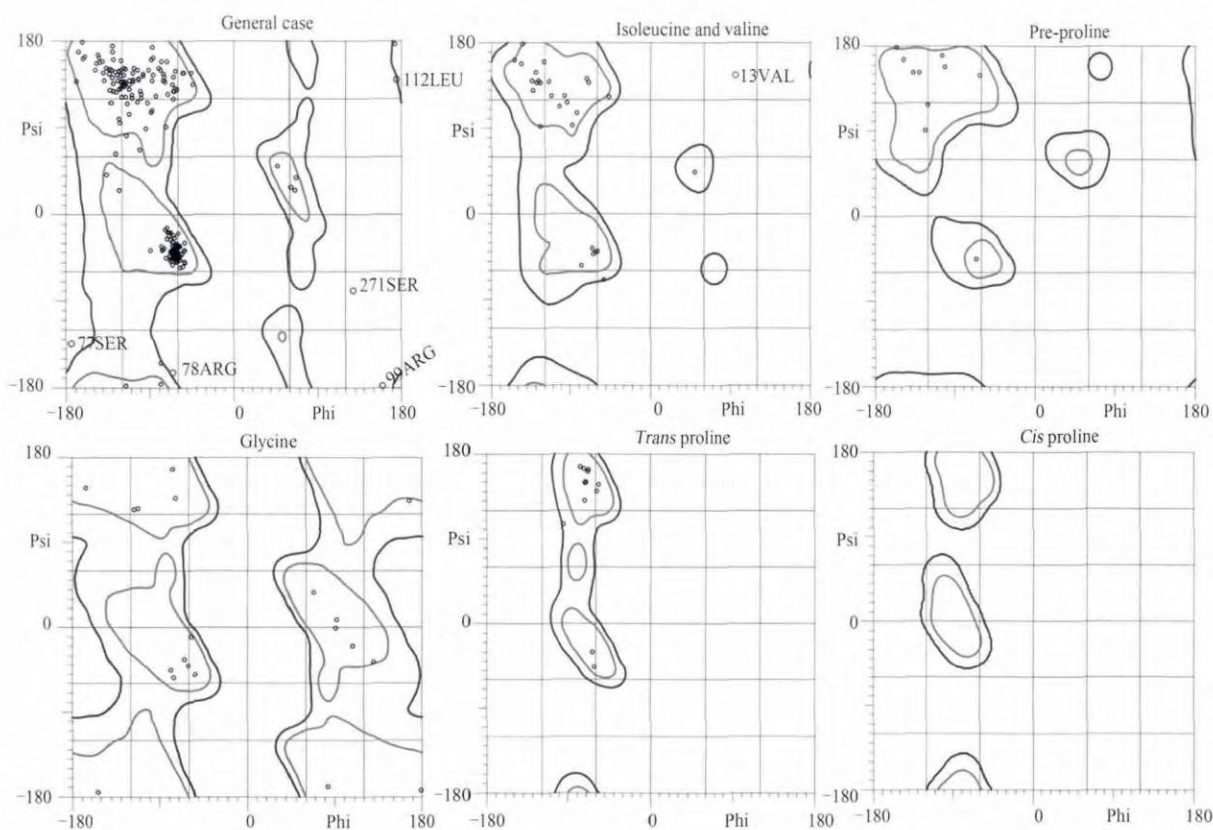 General case
180
112LEU
Psi
0
271SER
77SER
78ARG
99ARG
−180
−180
0
Phi
180
Isoleucine and valine
180
13VAL
Psi
0
−180
−180
0
Phi
180
Pre-proline
180
Psi
0
−180
−180
0
Phi
180
Glycine
180
Psi
0
−180
−180
0
Phi
180
Trans proline
180
Psi
0
−180
−180
0
Phi
180
Cis proline
180
Psi
0
−180
−180
0
Phi
180